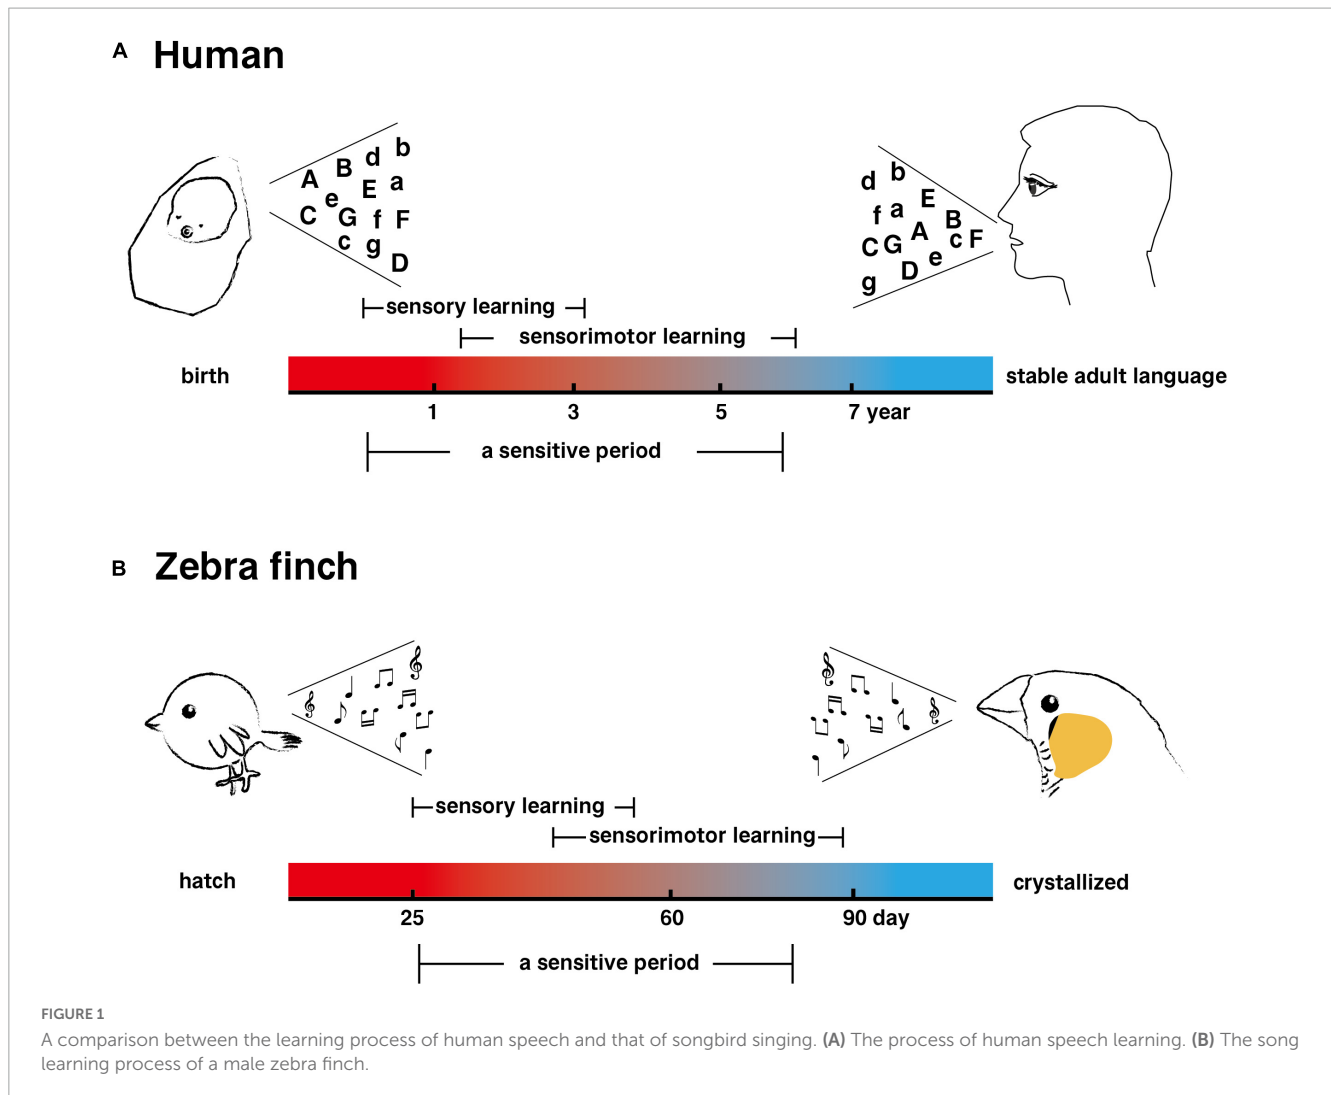 A Human
b
d
B
A
E a
e
C G f F
c g
D
d b
E
f a
B
A
C G c F
e
D
g
sensory learning
sensorimotor learning
birth
stable adult language
1 3 5 7 year
a sensitive period
B Zebra finch
sensory learning
sensorimotor learning
hatch
crystallized
25 60 90 day
a sensitive period
FIGURE 1
A comparison between the learning process of human speech and that of songbird singing. (A) The process of human speech learning. (B) The song
learning process of a male zebra finch.